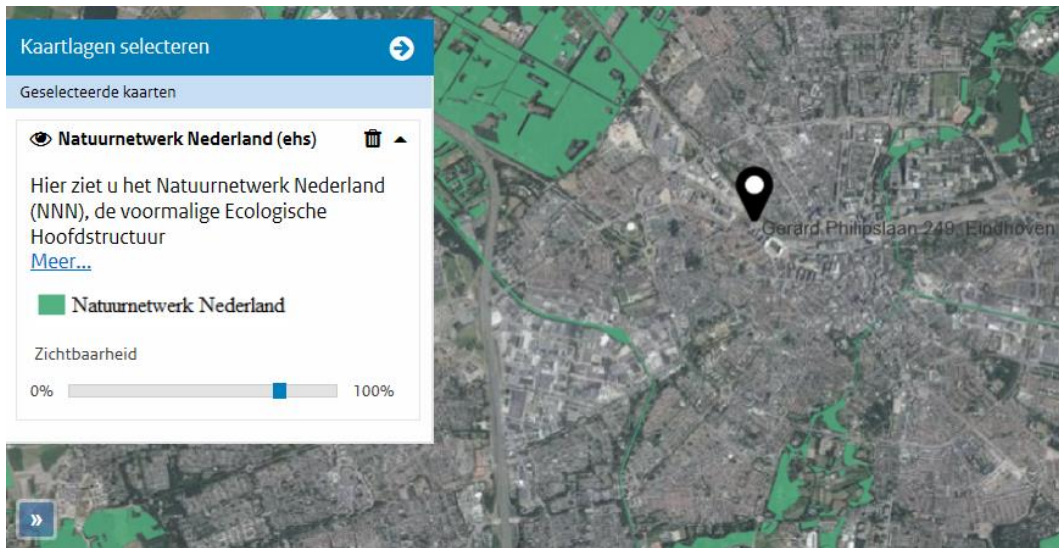 Kaartlagen selecteren
Geselecteerde kaarten
Natuurnetwerk Nederland (ehs)
Hier ziet u het Natuurnetwerk Nederland
(NNN), de voormalige Ecologische
Hoofdstructuur
Meer...
Natuurnetwerk Nederland
Zichtbaarheid
0% 100%
»
Gerard Philipslaan 249, Eindhoven